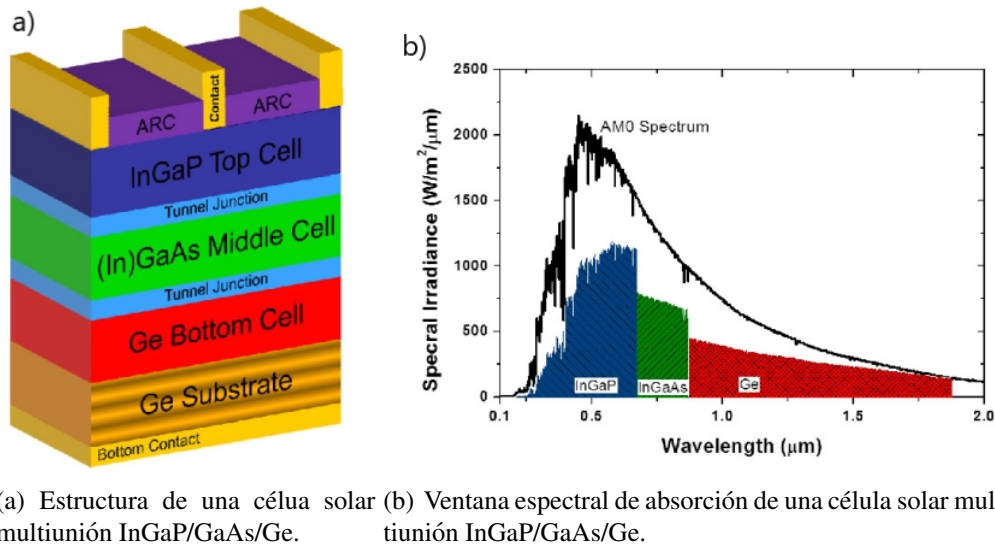 a)
ARC
Contact
ARC
InGaP Top Cell
Tunnel Junction
(In)GaAs Middle Cell
Tunnel Junction
Ge Bottom Cell
Ge Substrate
Bottom Contact
b)
2500
2000
1500
1000
500
0
Specral Irradiance (W/m²/μm)
AM0 Spectrum
InGaP
InGaAs
Ge
0.1
0.5
1.0
1.5
2.0
Wavelength (μm)
(a) Estructura de una célua solar
multiunión InGaP/GaAs/Ge.
(b) Ventana espectral de absorción de una célula solar mul
tiunión InGaP/GaAs/Ge.